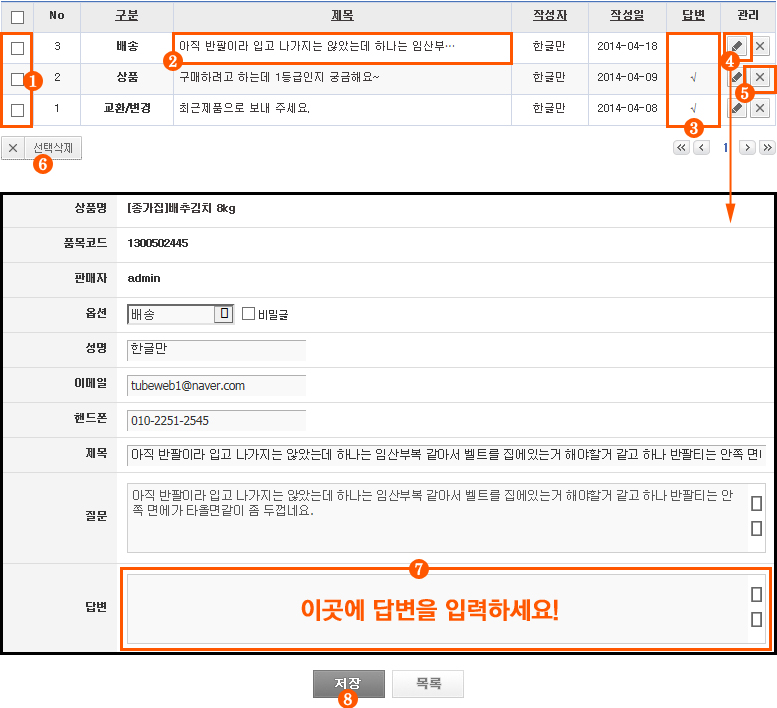 No 구분 제목 작성자 작성일 답변 관리
3 배송 아직 반팔이라 입고 나가지는 않았는데 하나는 임산부… 한글만 2014-04-18
2 상품 구매하려고 하는데 1등급인지 궁금해요~ 한글만 2014-04-09 √
1 교환/변경 최근제품으로 보내 주세요. 한글만 2014-04-08 √
1
2
3
4
5
× 선택삭제
6
« ‹ 1 › »
상품명 [종가집]배추김치 8kg
품목코드 1300502445
판매자 admin
옵션 배송 비밀글
성명 한글만
이메일 tubeweb1@naver.com
핸드폰 010-2251-2545
제목 아직 반팔이라 입고 나가지는 않았는데 하나는 임산부복 같아서 벨트를 집에있는거 해야할거 같고 하나 반팔티는 안쪽 면
질문 아직 반팔이라 입고 나가지는 않았는데 하나는 임산부복 같아서 벨트를 집에있는거 해야할거 같고 하나 반팔티는 안
쪽 면에가 타올면같이 좀 두껍네요.
7
답변 이곳에 답변을 입력하세요!
저장 목록
8